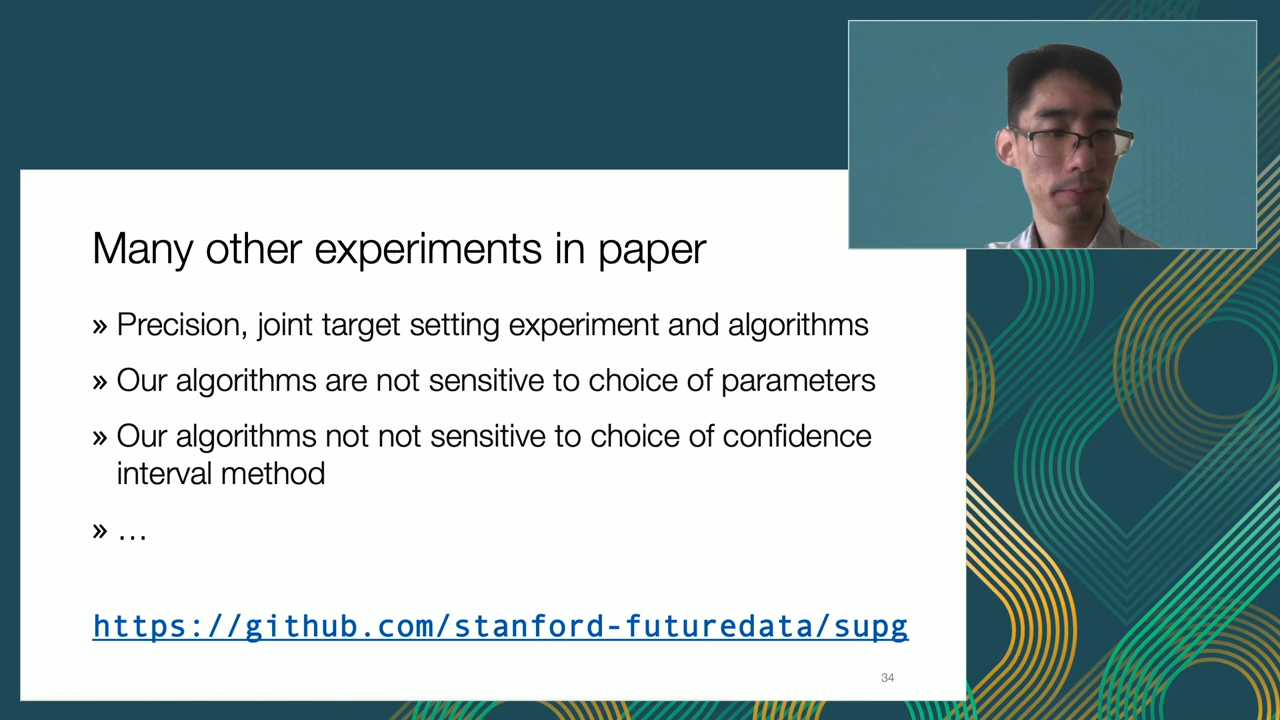 Many other experiments in paper
» Precision, joint target setting experiment and algorithms
» Our algorithms are not sensitive to choice of parameters
» Our algorithms not not sensitive to choice of confidence
interval method
» …
https://github.com/stanford-futuredata/supg
34